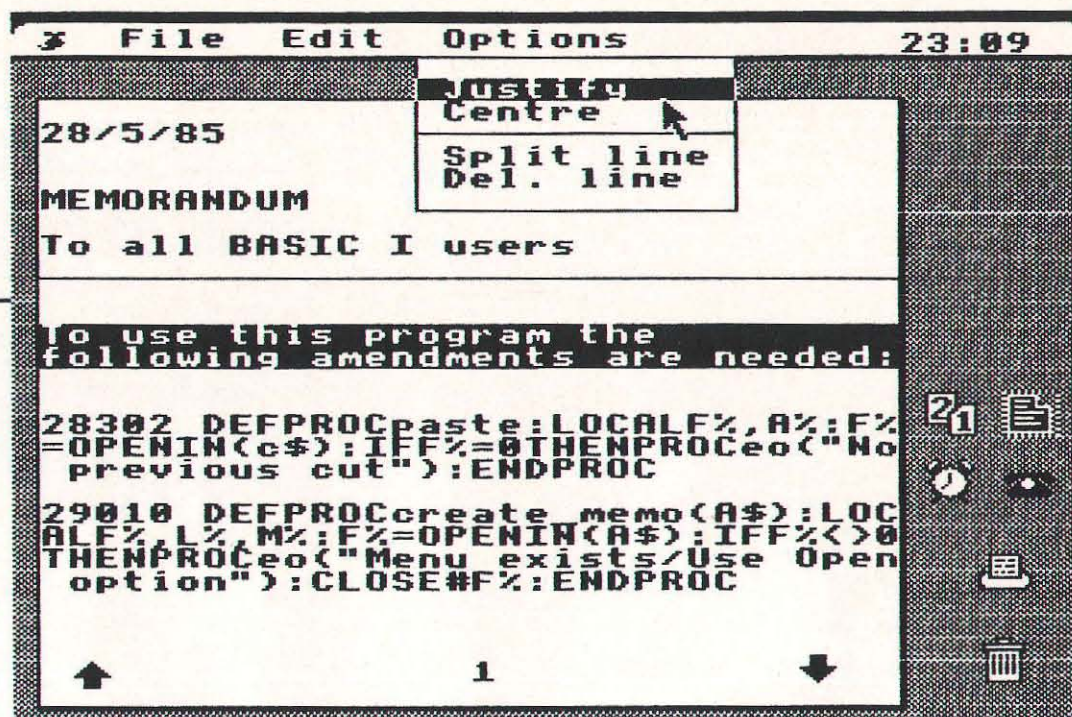 File Edit Options 23:09
Justify
Centre
Split line
Del. line
28/5/85
MEMORANDUM
To all BASIC I users
To use this program the
following amendments are needed:
28302 DEFPROCpaste:LOCALF%,A%:F%
=OPENIN(c$):IFF%=0THENPROCeo("No
previous cut"):ENDPROC
29010 DEFPROCcreate_memo(A$):LOC
ALF%,L%,M%:F%=OPENIN(A$):IFF%<>0
THENPROCeo("Menu exists/Use Open
option"):CLOSE#F%:ENDPROC
1
21